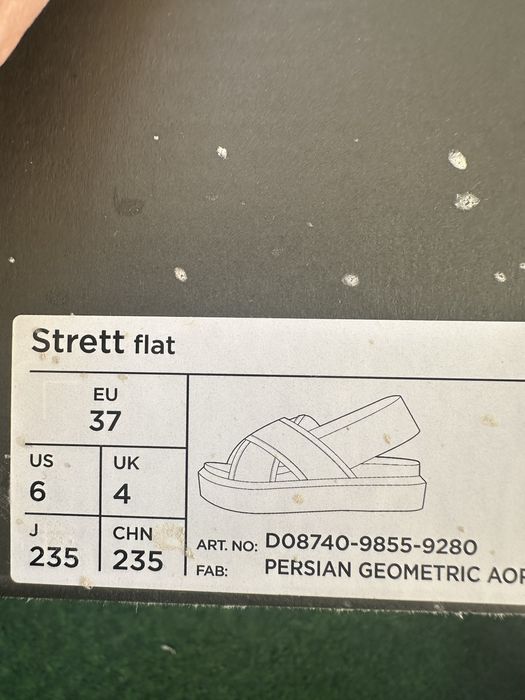 Strett flat
EU
37
US
6
UK
4
J
235
CHN
235
ART. NO: D08740-9855-9280
FAB: PERSIAN GEOMETRIC AOP